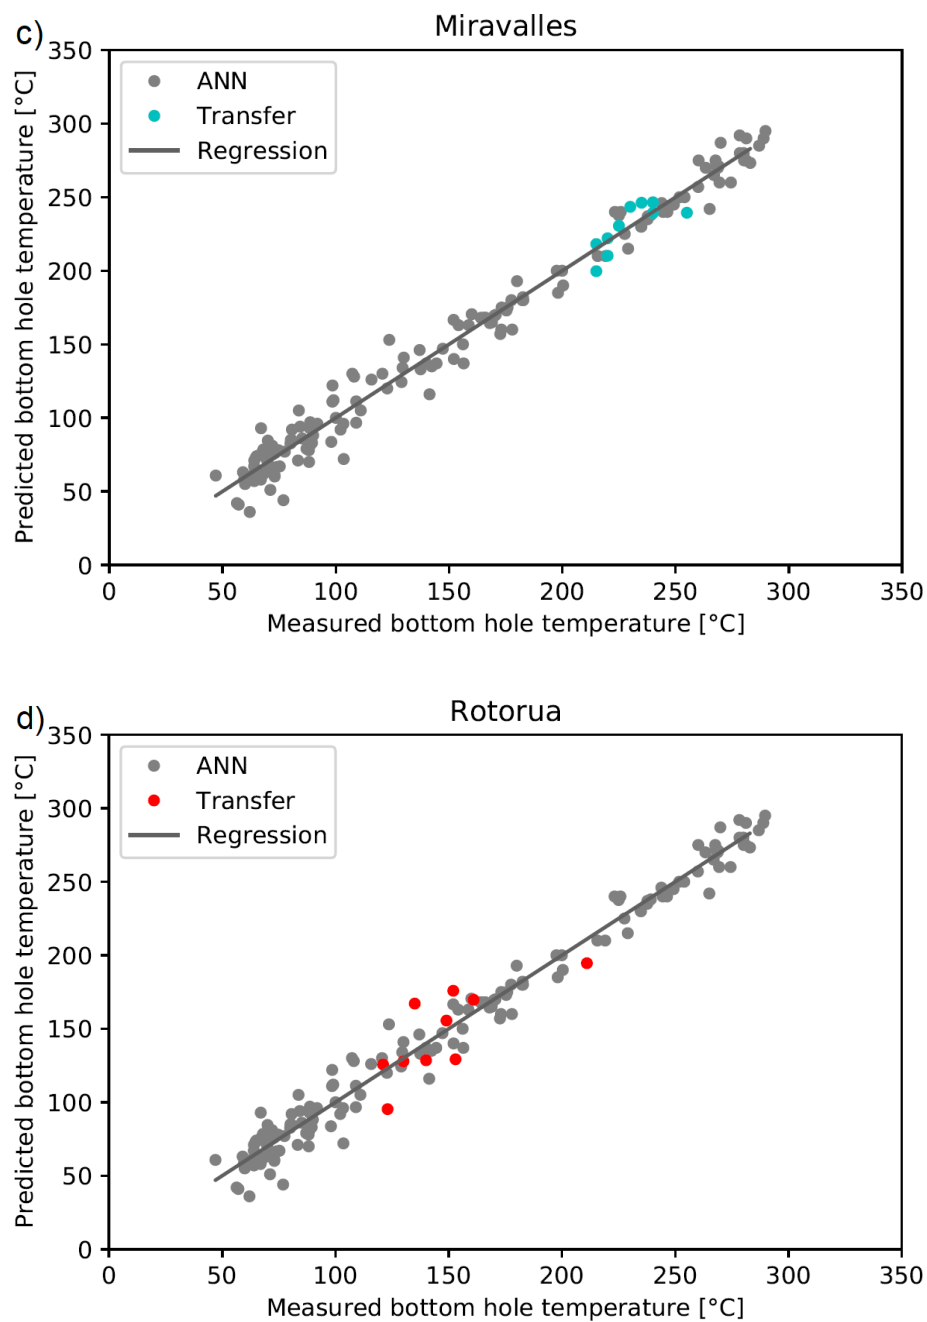 c)
Miravalles
Predicted bottom hole temperature [°C]
350
300
250
200
150
100
50
0
ANN
Transfer
Regression
0 50 100 150 200 250 300 350
Measured bottom hole temperature [°C]
d)
Rotorua
Predicted bottom hole temperature [°C]
350
300
250
200
150
100
50
0
ANN
Transfer
Regression
0 50 100 150 200 250 300 350
Measured bottom hole temperature [°C]